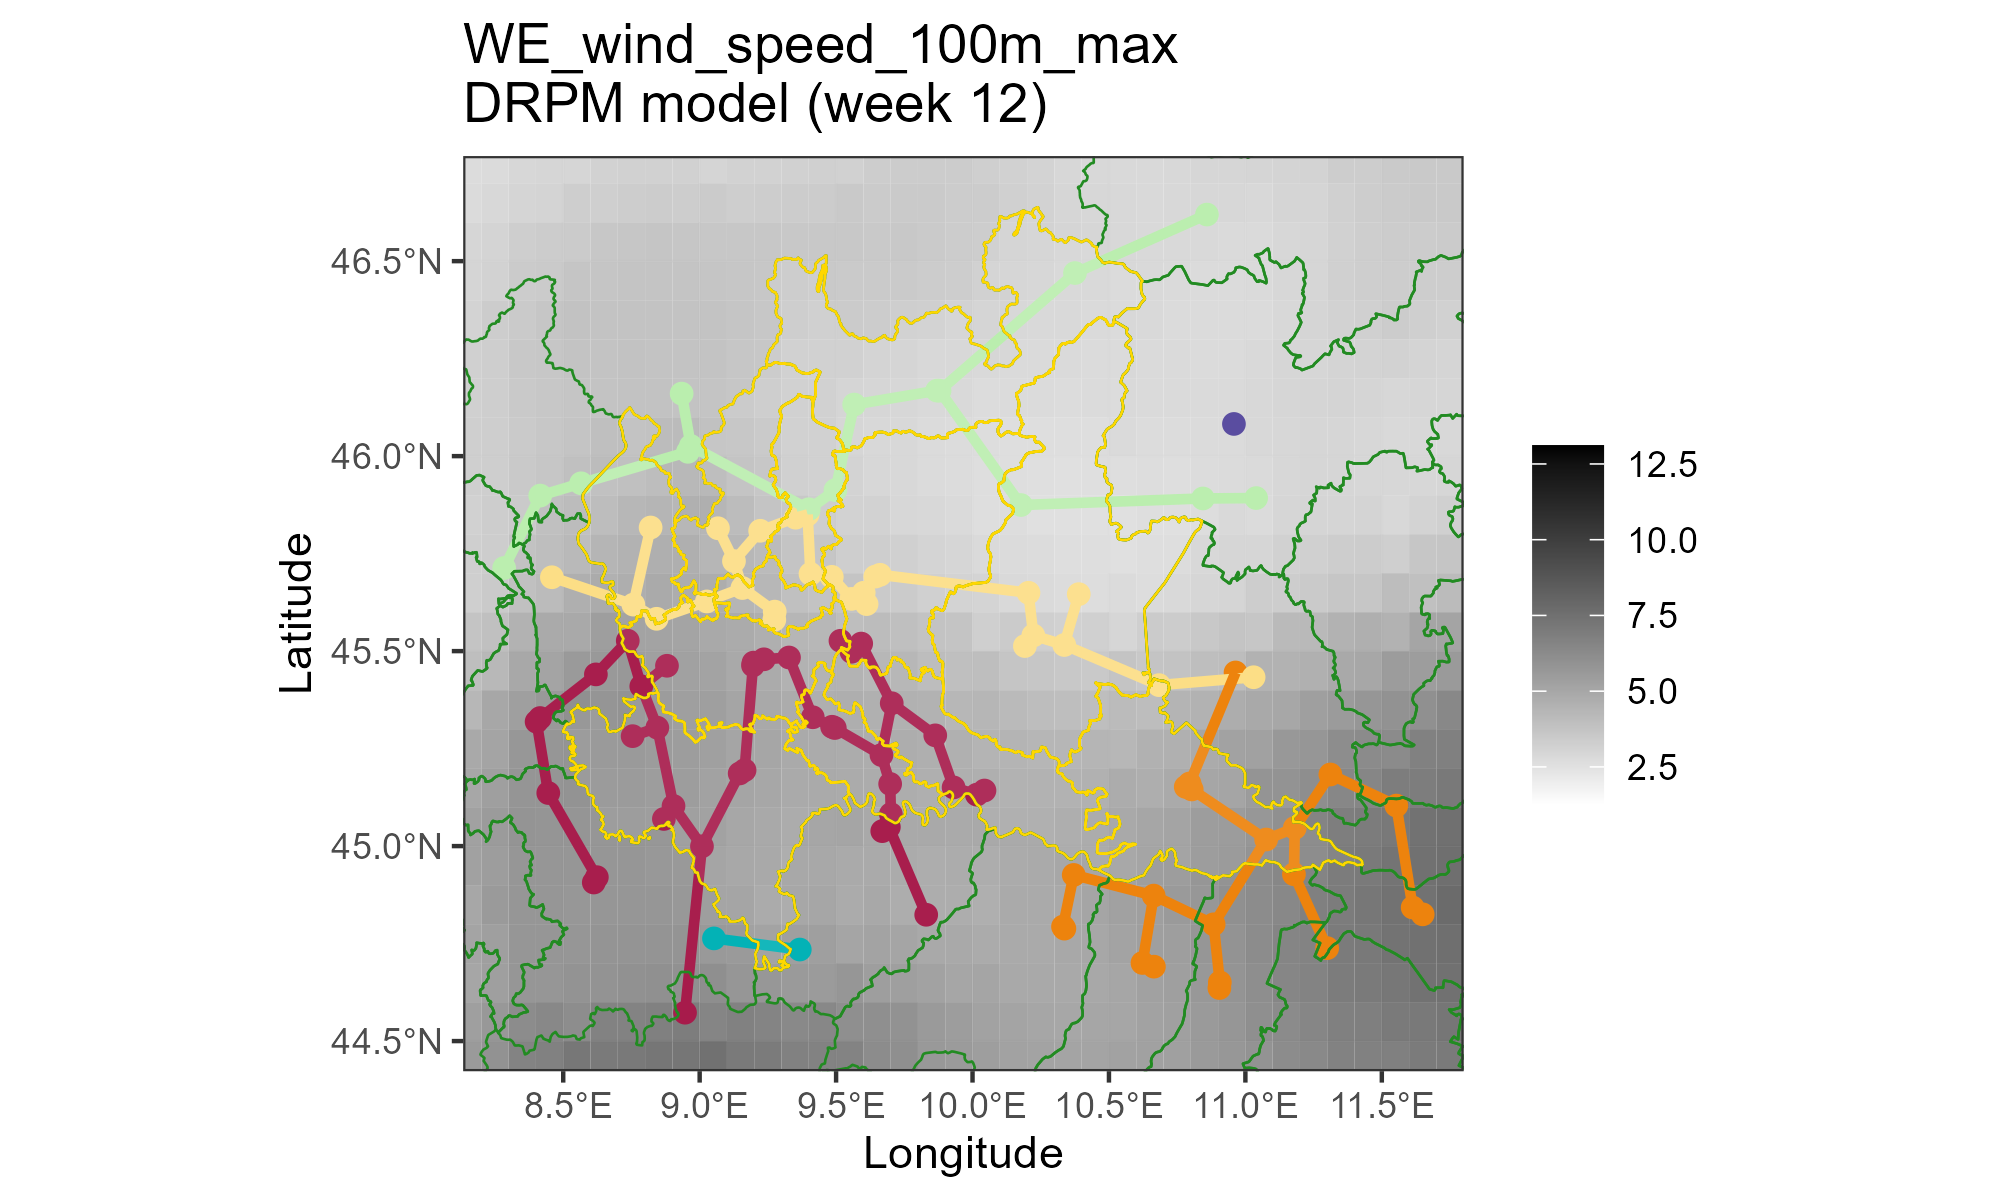 WE_wind_speed_100m_max
DRPM model (week 12)
46.5°N
46.0°N
45.5°N
45.0°N
44.5°N
Latitude
8.5°E
9.0°E
9.5°E
10.0°E
10.5°E
11.0°E
11.5°E
Longitude
12.5
10.0
7.5
5.0
2.5